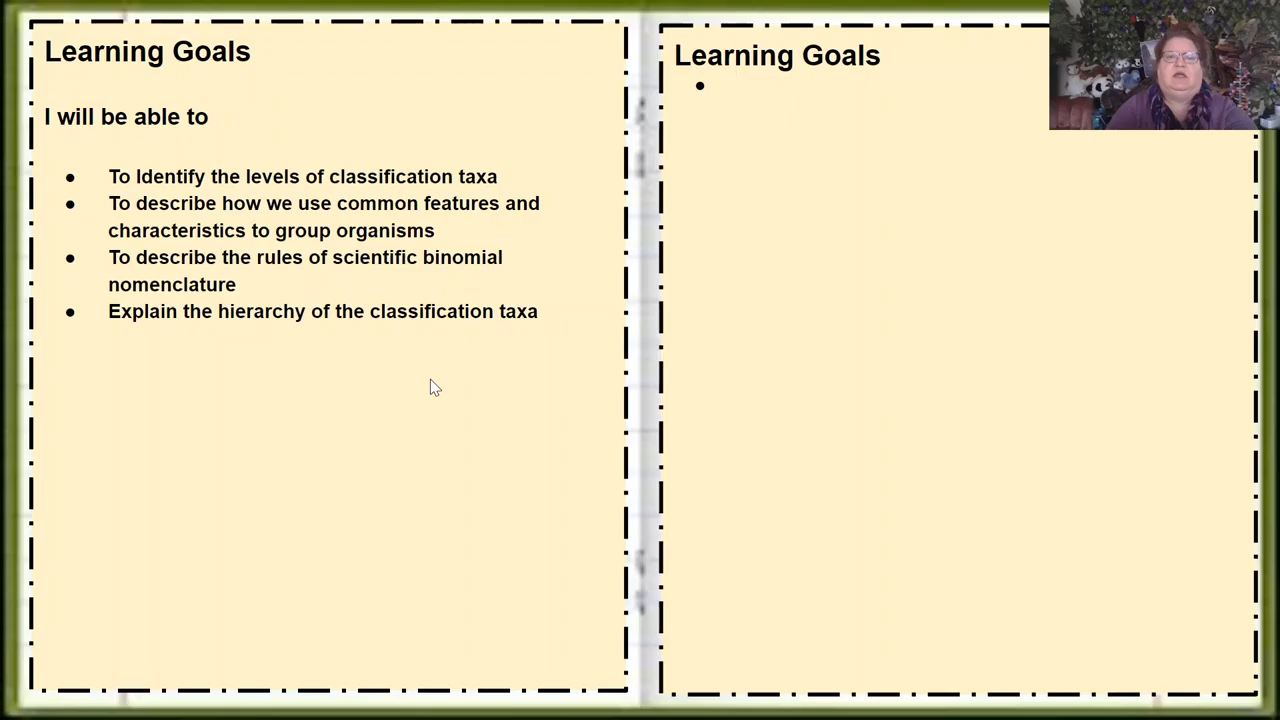 Learning Goals
I will be able to
● To Identify the levels of classification taxa
● To describe how we use common features and
characteristics to group organisms
● To describe the rules of scientific binomial
nomenclature
● Explain the hierarchy of the classification taxa
Learning Goals
●